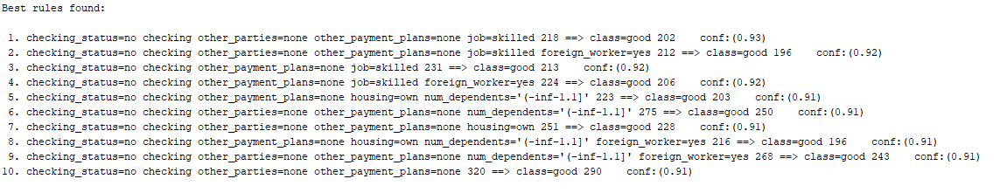 Best rules found:
1. checking_status=no checking other_parties=none other_payment_plans=none job=skilled 218 ==> class=good 202 conf:(0.93)
2. checking_status=no checking other_parties=none other_payment_plans=none job=skilled foreign_worker=yes 212 ==> class=good 196 conf:(0.92)
3. checking_status=no checking other_payment_plans=none job=skilled 231 ==> class=good 213 conf:(0.92)
4. checking_status=no checking other_payment_plans=none job=skilled foreign_worker=yes 224 ==> class=good 206 conf:(0.92)
5. checking_status=no checking other_payment_plans=none housing=own num_dependents='(-inf-1.1]' 223 ==> class=good 203 conf:(0.91)
6. checking_status=no checking other_parties=none other_payment_plans=none num_dependents='(-inf-1.1]' 275 ==> class=good 250 conf:(0.91)
7. checking_status=no checking other_parties=none other_payment_plans=none housing=own 251 ==> class=good 228 conf:(0.91)
8. checking_status=no checking other_payment_plans=none housing=own num_dependents='(-inf-1.1]' foreign_worker=yes 216 ==> class=good 196 conf:(0.91)
9. checking_status=no checking other_parties=none other_payment_plans=none num_dependents='(-inf-1.1]' foreign_worker=yes 268 ==> class=good 243 conf:(0.91)
10. checking_status=no checking other_parties=none other_payment_plans=none 320 ==> class=good 290 conf:(0.91)